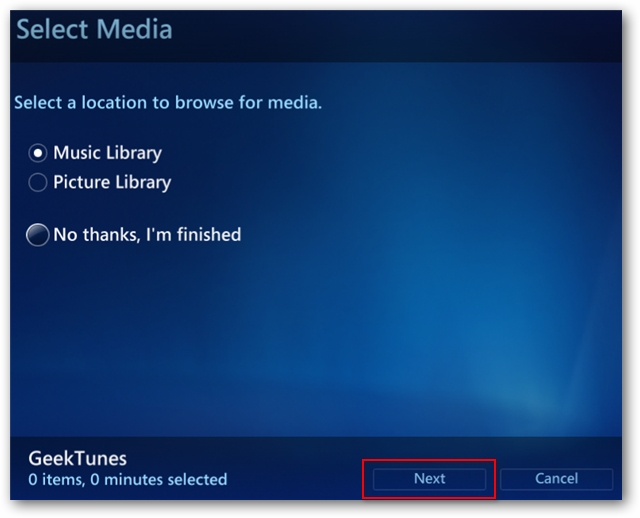 Select Media
Select a location to browse for media.
Music Library
Picture Library
No thanks, I'm finished
GeekTunes
0 items, 0 minutes selected
Next
Cancel